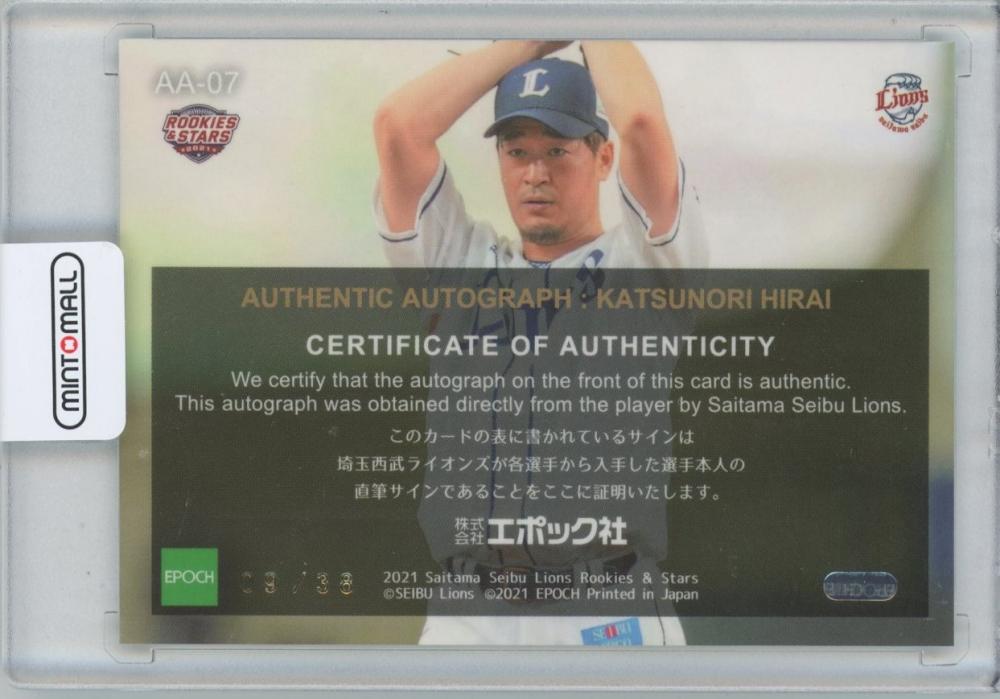 AA-07
ROOKIES
& STARS
2021
Lions
saitama seibu
L
AUTHENTIC AUTOGRAPH : KATSUNORI HIRAI
CERTIFICATE OF AUTHENTICITY
We certify that the autograph on the front of this card is authentic.
This autograph was obtained directly from the player by Saitama Seibu Lions.
このカードの表に書かれているサインは
埼玉西武ライオンズが各選手から入手した選手本人の
直筆サインであることをここに証明いたします。
株式会社エポック社
EPOCH
09/38
2021 Saitama Seibu Lions Rookies & Stars
©SEIBU Lions ©2021 EPOCH Printed in Japan
SEIBU
MINTOMALL